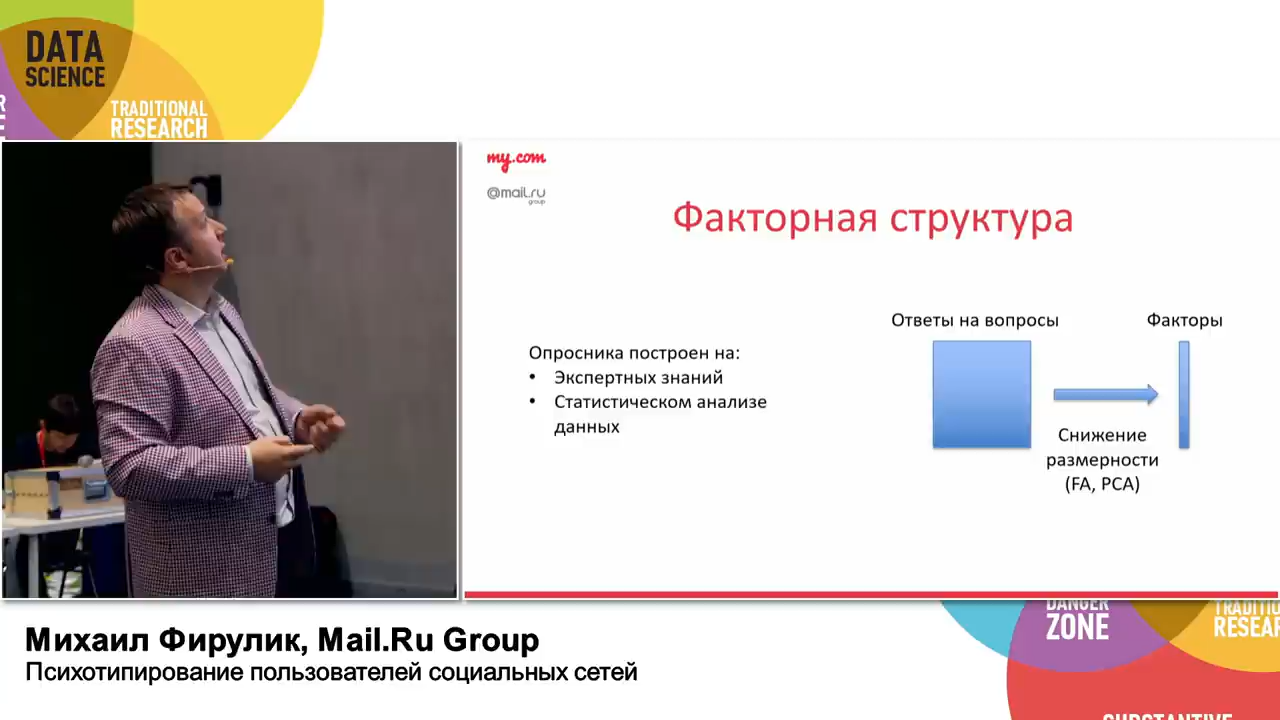 DATA
SCIENCE
TRADITIONAL
RESEARCH
my.com
@mail.ru
group
Факторная структура
Ответы на вопросы
Факторы
Опросника построен на:
• Экспертных знаний
• Статистическом анализе
данных
Снижение
размерности
(FA, PCA)
DANGER
ZONE
Михаил Фирулик, Mail.Ru Group
Психотипирование пользователей социальных сетей